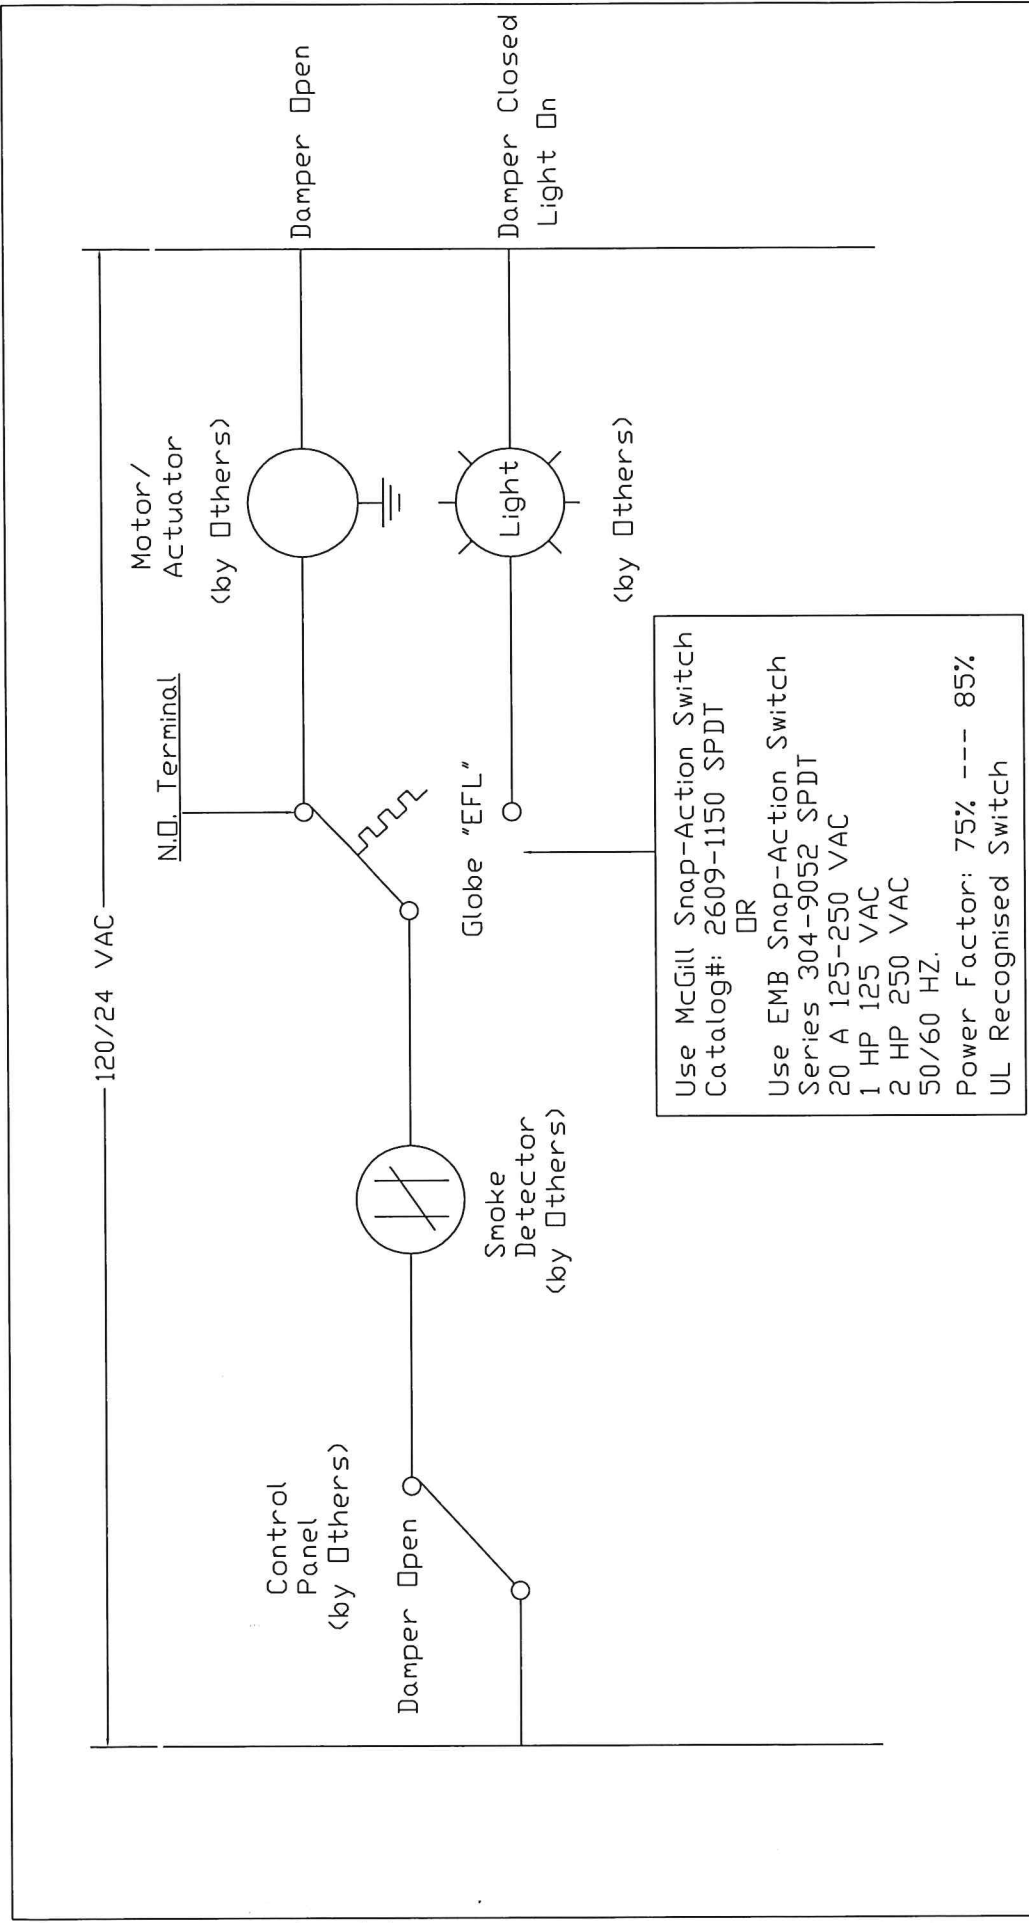 120/24 VAC
Control
Panel
(by Others)
Damper Open
Smoke
Detector
(by Others)
N.O. Terminal
Globe "EFL"
Motor/
Actuator
(by Others)
Light
(by Others)
Damper Open
Damper Closed
Light On
Use McGill Snap-Action Switch
Catalog#: 2609-1150 SPDT
OR
Use EMB Snap-Action Switch
Series 304-9052 SPDT
20 A 125-250 VAC
1 HP 125 VAC
2 HP 250 VAC
50/60 HZ.
Power Factor: 75% --- 85%
UL Recognised Switch